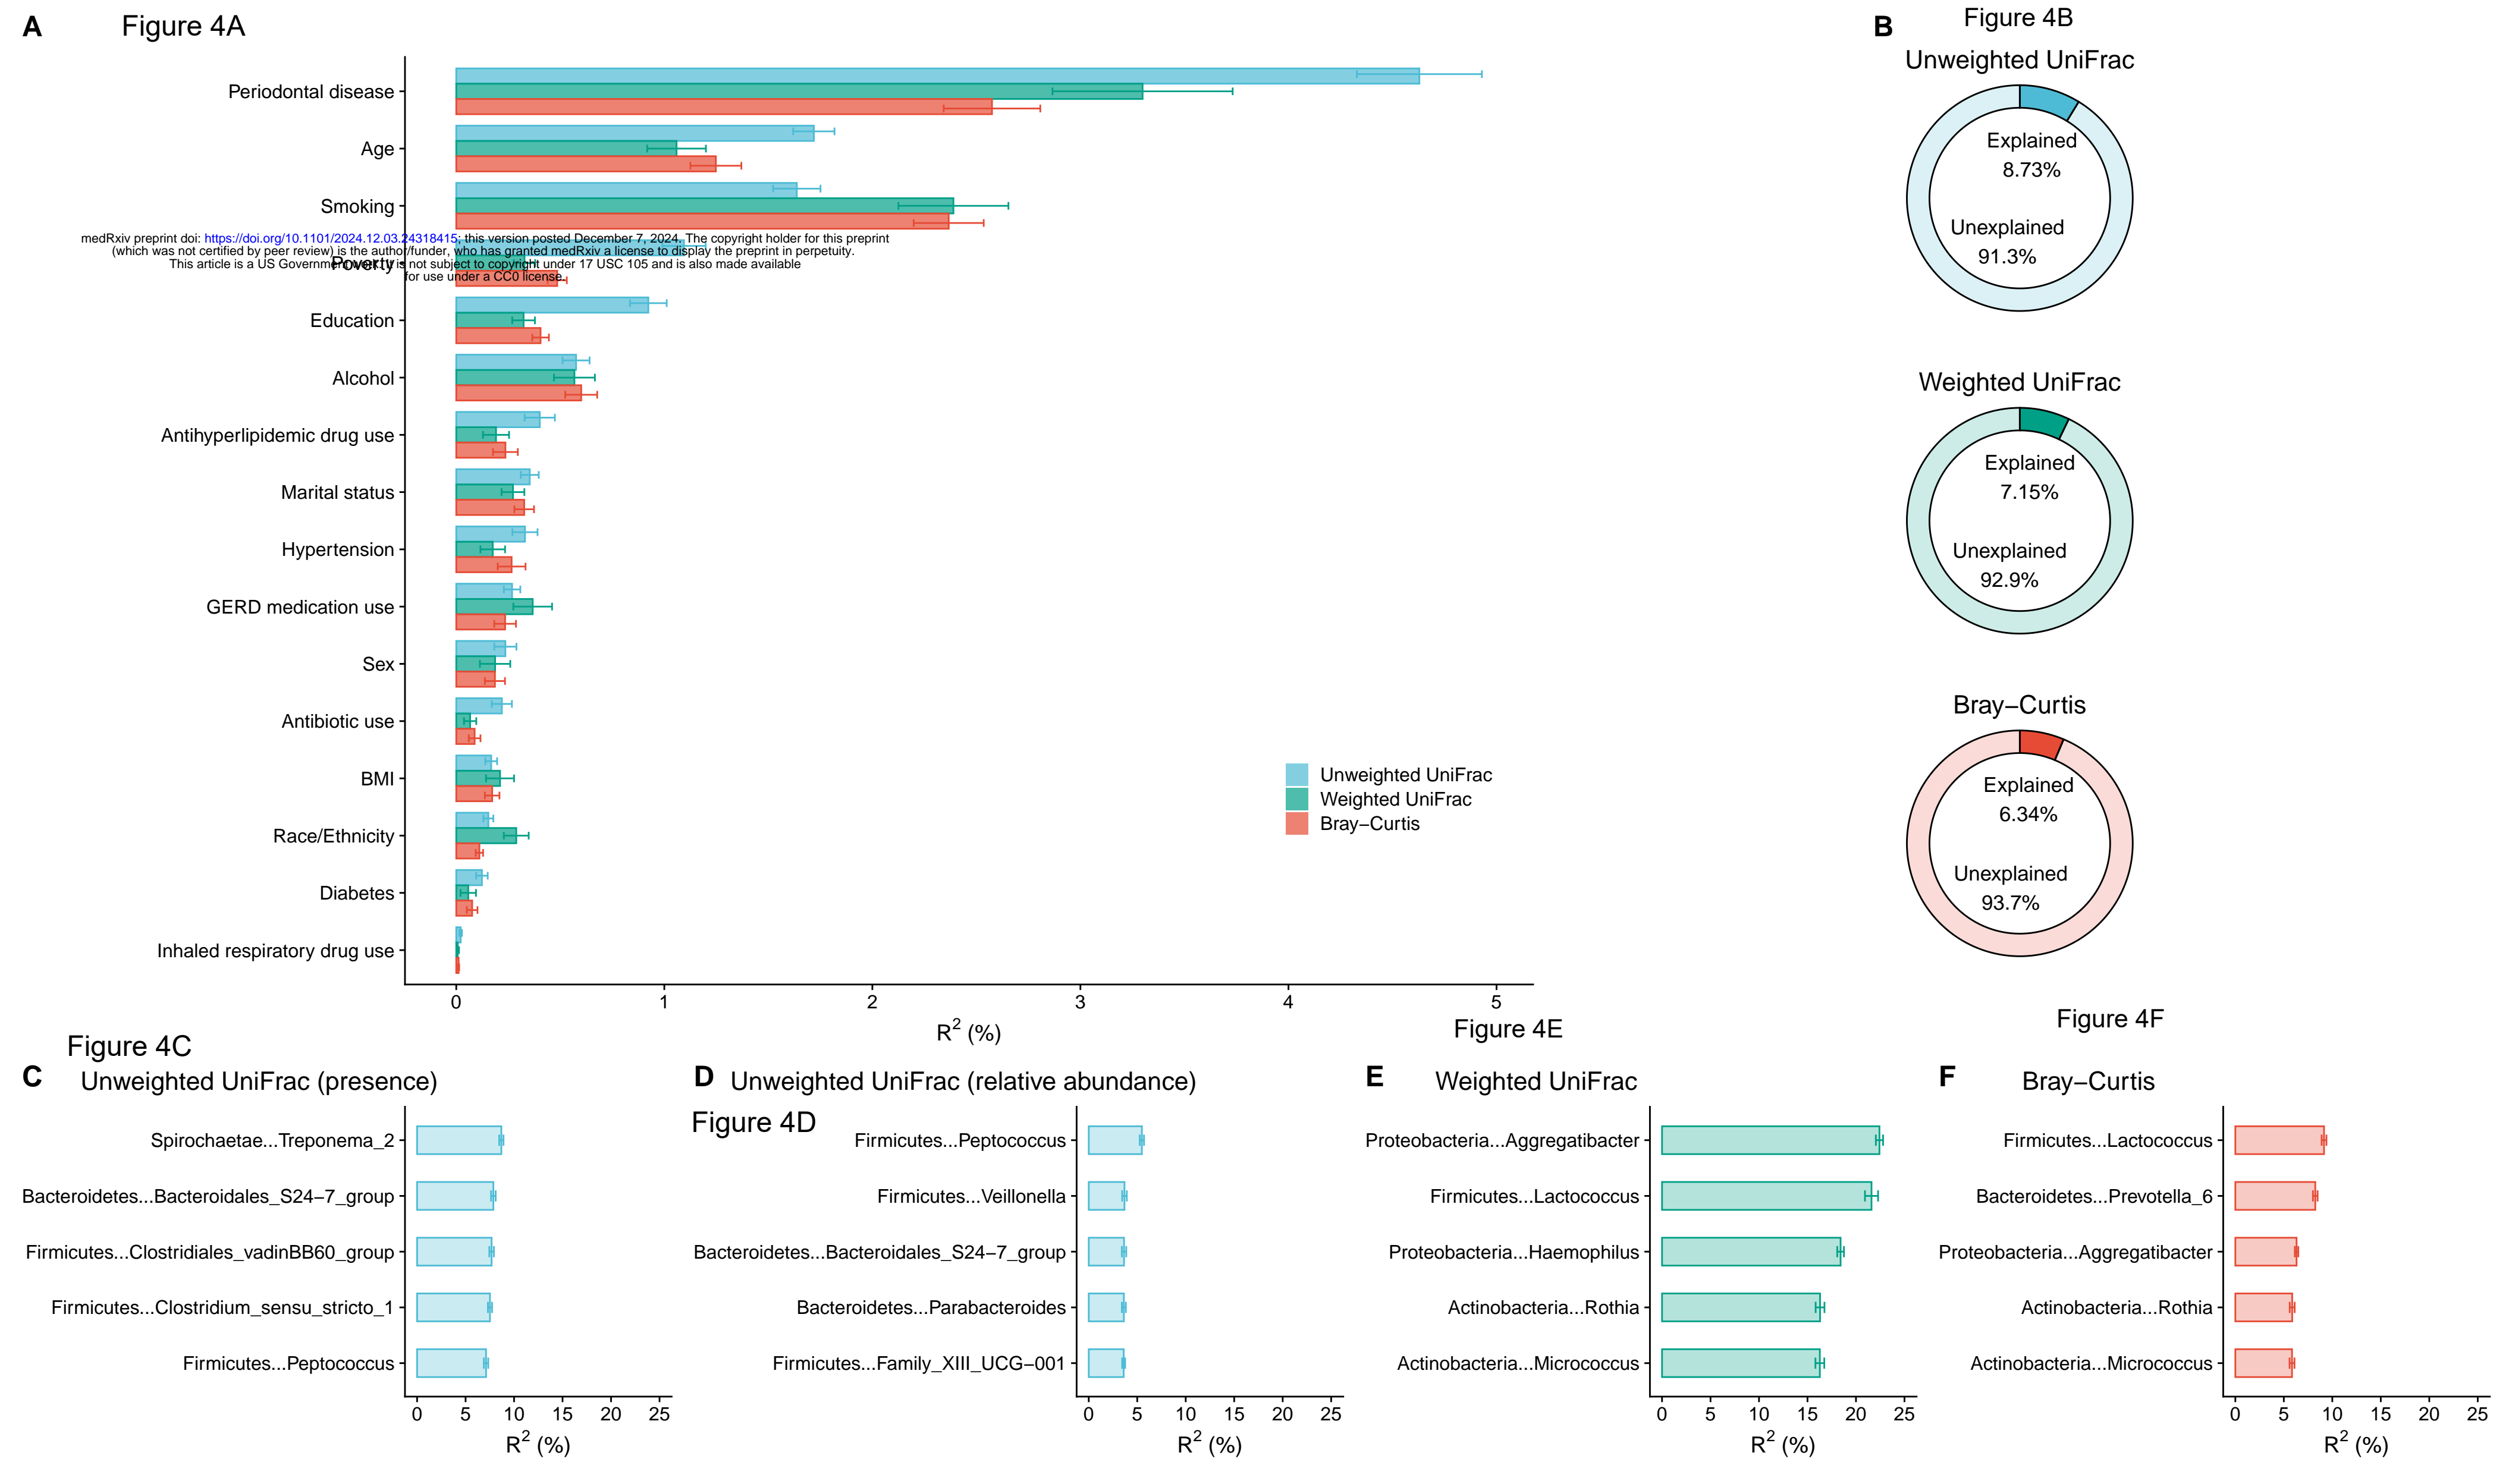 A
Figure 4A
Periodontal disease
Age
Smoking
medRxiv preprint doi: https://doi.org/10.1101/2024.12.03.24318415; this version posted December 7, 2024. The copyright holder for this preprint
(which was not certified by peer review) is the author/funder, who has granted medRxiv a license to display the preprint in perpetuity.
This article is a US Government work. It is not subject to copyright under 17 USC 105 and is also made available
for use under a CC0 license.
Poverty
Education
Alcohol
Antihyperlipidemic drug use
Marital status
Hypertension
GERD medication use
Sex
Antibiotic use
BMI
Race/Ethnicity
Diabetes
Inhaled respiratory drug use
0 1 2 3 4 5
R² (%)
Unweighted UniFrac
Weighted UniFrac
Bray−Curtis
B
Figure 4B
Unweighted UniFrac
Explained
8.73%
Unexplained
91.3%
Weighted UniFrac
Explained
7.15%
Unexplained
92.9%
Bray−Curtis
Explained
6.34%
Unexplained
93.7%
Figure 4C
C
Unweighted UniFrac (presence)
Spirochaetae...Treponema_2
Bacteroidetes...Bacteroidales_S24−7_group
Firmicutes...Clostridiales_vadinBB60_group
Firmicutes...Clostridium_sensu_stricto_1
Firmicutes...Peptococcus
0 5 10 15 20 25
R² (%)
D
Unweighted UniFrac (relative abundance)
Figure 4D
Firmicutes...Peptococcus
Firmicutes...Veillonella
Bacteroidetes...Bacteroidales_S24−7_group
Bacteroidetes...Parabacteroides
Firmicutes...Family_XIII_UCG−001
0 5 10 15 20 25
R² (%)
Figure 4E
E
Weighted UniFrac
Proteobacteria...Aggregatibacter
Firmicutes...Lactococcus
Proteobacteria...Haemophilus
Actinobacteria...Rothia
Actinobacteria...Micrococcus
0 5 10 15 20 25
R² (%)
Figure 4F
F
Bray−Curtis
Firmicutes...Lactococcus
Bacteroidetes...Prevotella_6
Proteobacteria...Aggregatibacter
Actinobacteria...Rothia
Actinobacteria...Micrococcus
0 5 10 15 20 25
R² (%)